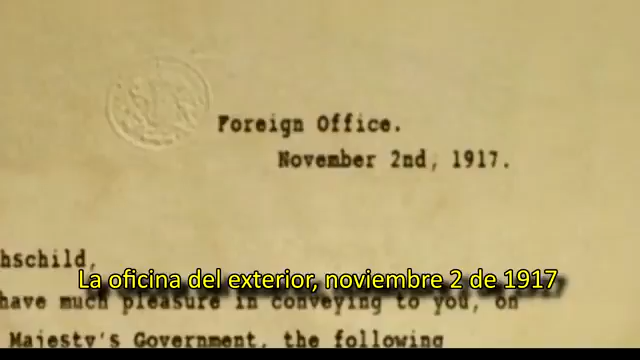 Foreign Office.
November 2nd, 1917.
hschild,
La oficina del exterior, noviembre 2 de 1917
have much pleasure in conveying to you, on
Majesty's Government, the following